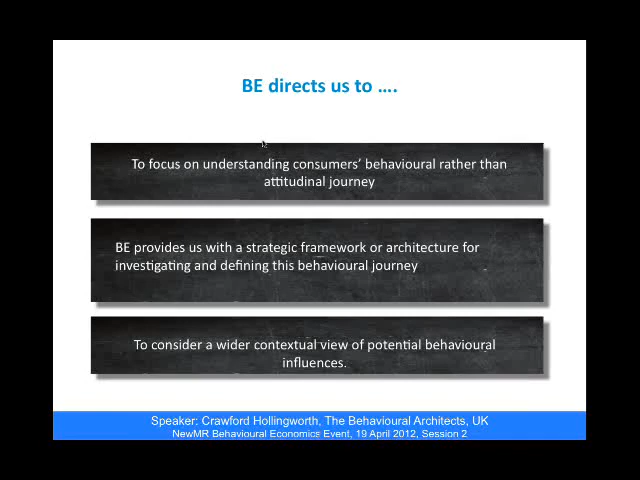 BE directs us to ….
To focus on understanding consumers’ behavioural rather than
attitudinal journey
BE provides us with a strategic framework or architecture for
investigating and defining this behavioural journey
To consider a wider contextual view of potential behavioural
influences.
Speaker: Crawford Hollingworth, The Behavioural Architects, UK
NewMR Behavioural Economics Event, 19 April 2012, Session 2